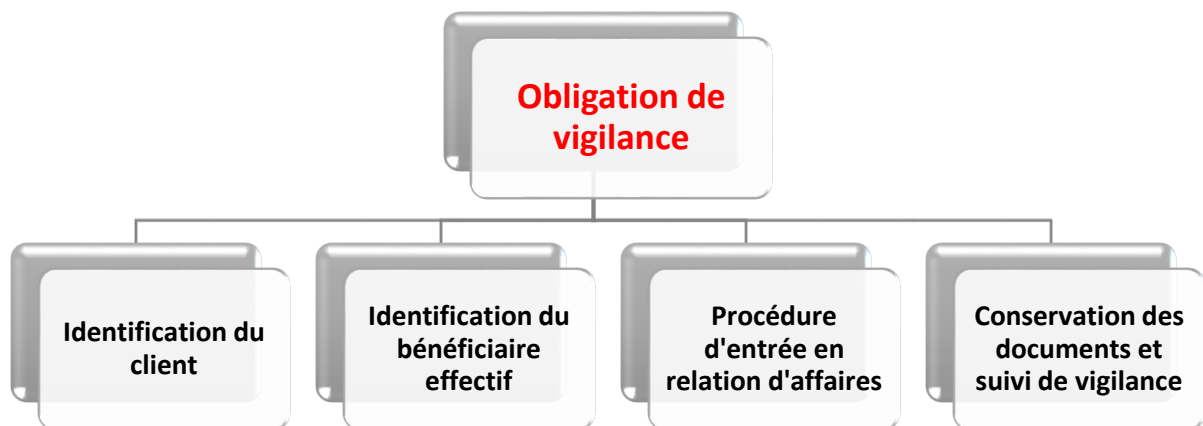 Obligation de
vigilance
Identification du
client
Identification du
bénéficiaire
effectif
Procédure
d'entrée en
relation d'affaires
Conservation des
documents et
suivi de vigilance